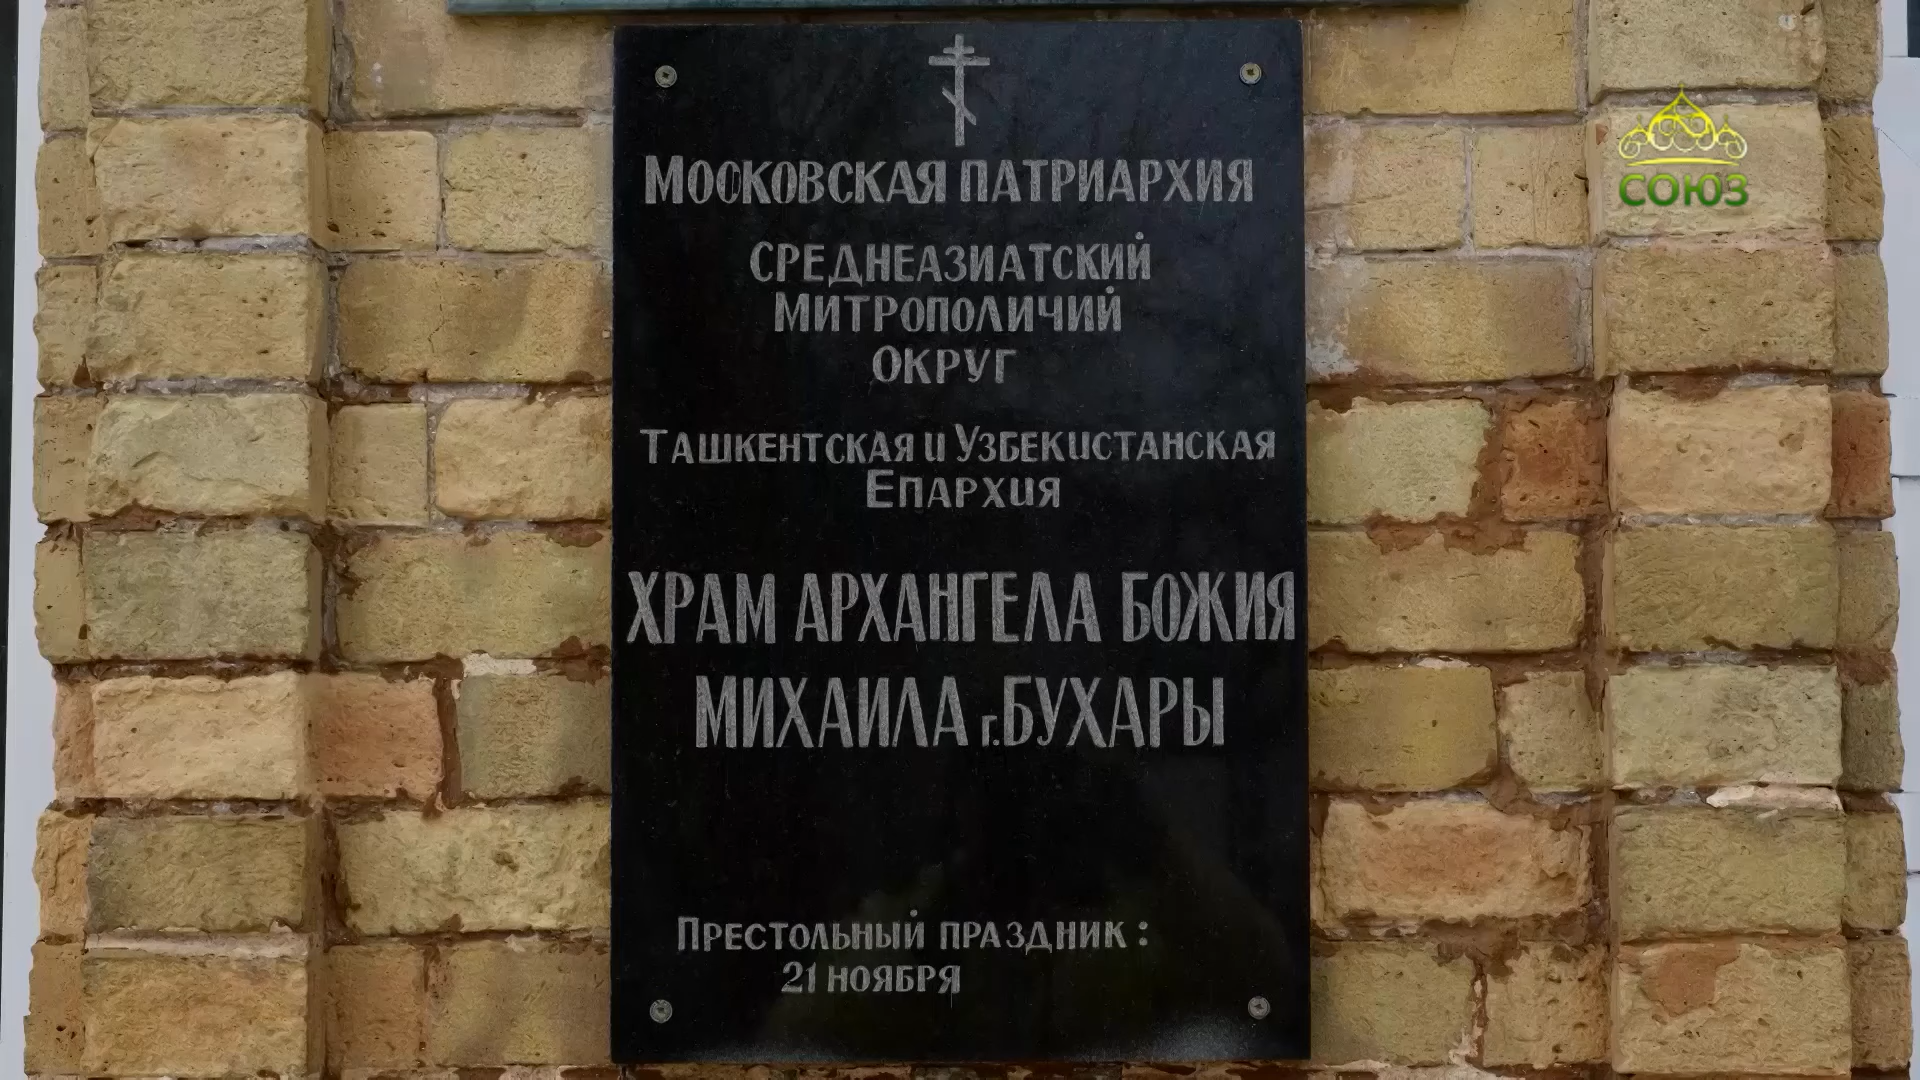 Московская патриархия
Среднеазиатский
Митрополичий
округ
Ташкентская и Узбекистанская
Епархия
ХРАМ АРХАНГЕЛА БОЖИЯ
МИХАИЛА г.БУХАРЫ
Престольный праздник:
21 ноября
СОЮЗ